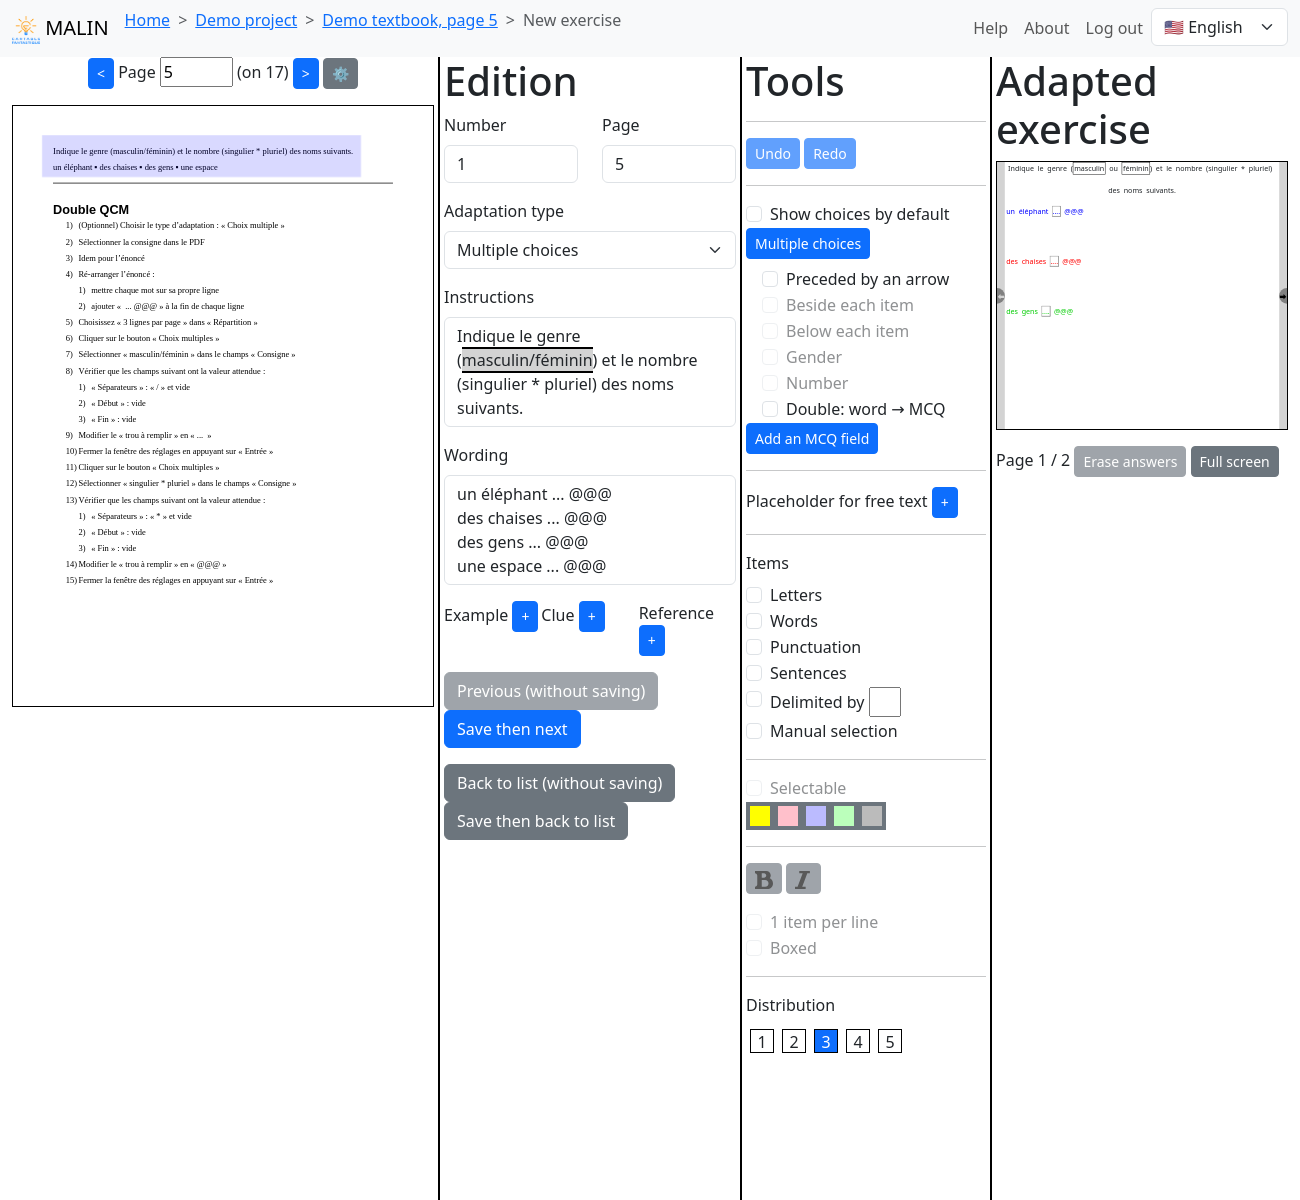 MALIN
Home > Demo project > Demo textbook, page 5 > New exercise
Help About Log out 🇺🇸 English
< Page 5 (on 17) > ⚙️
Indique le genre (masculin/féminin) et le nombre (singulier * pluriel) des noms suivants.
un éléphant • des chaises • des gens • une espace
Double QCM
1) (Optionnel) Choisir le type d’adaptation : « Choix multiple »
2) Sélectionner la consigne dans le PDF
3) Idem pour l’énoncé
4) Ré-arranger l’énoncé :
1) mettre chaque mot sur sa propre ligne
2) ajouter « ... @@@ » à la fin de chaque ligne
5) Choisissez « 3 lignes par page » dans « Répartition »
6) Cliquer sur le bouton « Choix multiples »
7) Sélectionner « masculin/féminin » dans le champs « Consigne »
8) Vérifier que les champs suivant ont la valeur attendue :
1) « Séparateurs » : « / » et vide
2) « Début » : vide
3) « Fin » : vide
9) Modifier le « trou à remplir » en « ... »
10) Fermer la fenêtre des réglages en appuyant sur « Entrée »
11) Cliquer sur le bouton « Choix multiples »
12) Sélectionner « singulier * pluriel » dans le champs « Consigne »
13) Vérifier que les champs suivant ont la valeur attendue :
1) « Séparateurs » : « * » et vide
2) « Début » : vide
3) « Fin » : vide
14) Modifier le « trou à remplir » en « @@@ »
15) Fermer la fenêtre des réglages en appuyant sur « Entrée »
Edition
Number Page
1 5
Adaptation type
Multiple choices
Instructions
Indique le genre
(masculin/féminin) et le nombre
(singulier * pluriel) des noms
suivants.
Wording
un éléphant ... @@@
des chaises ... @@@
des gens ... @@@
une espace ... @@@
Example + Clue + Reference
+
Previous (without saving)
Save then next
Back to list (without saving)
Save then back to list
Tools
Undo Redo
Show choices by default
Multiple choices
Preceded by an arrow
Beside each item
Below each item
Gender
Number
Double: word → MCQ
Add an MCQ field
Placeholder for free text +
Items
Letters
Words
Punctuation
Sentences
Delimited by
Manual selection
Selectable
B I
1 item per line
Boxed
Distribution
1 2 3 4 5
Adapted
exercise
Indique le genre (masculin ou féminin) et le nombre (singulier * pluriel)
des noms suivants.
un éléphant .... @@@
des chaises .... @@@
des gens .... @@@
Page 1 / 2 Erase answers Full screen